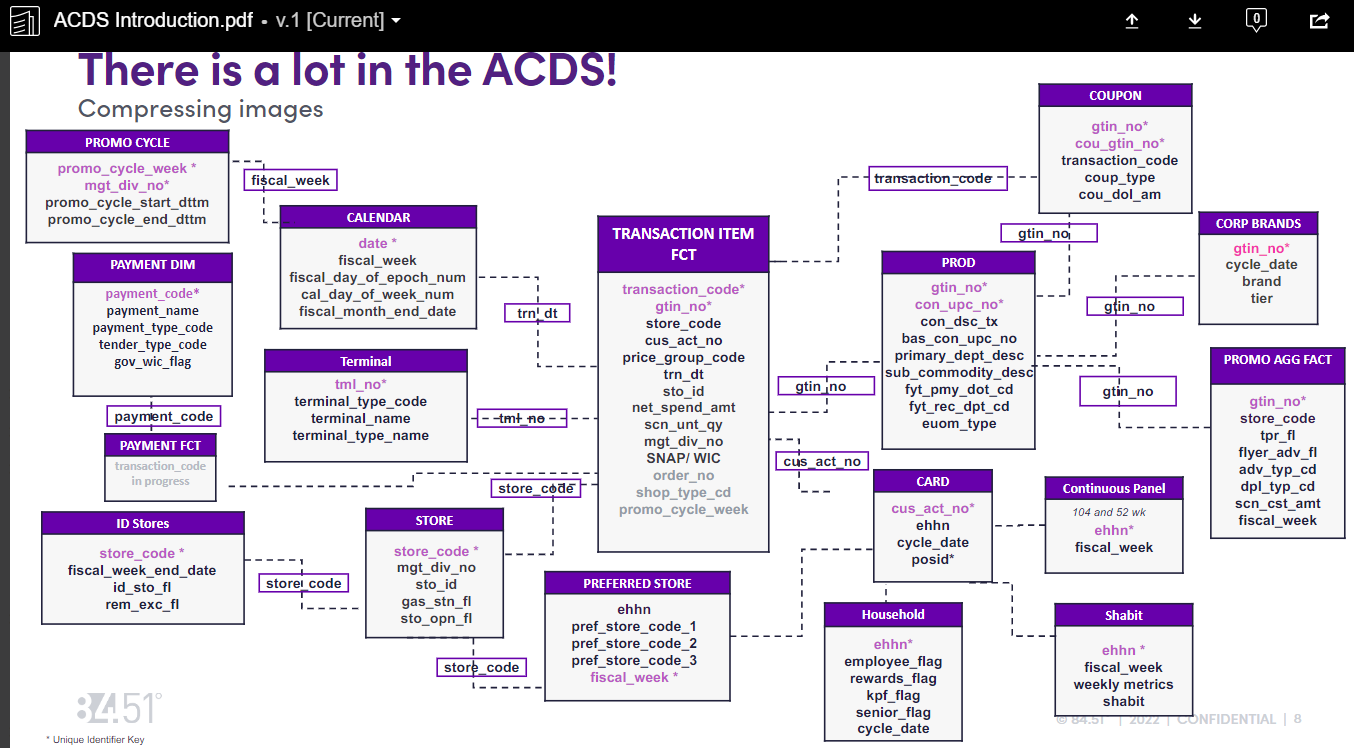 ACDS Introduction.pdf • v.1 [Current]
0
There is a lot in the ACDS!
Compressing images
PROMO CYCLE
promo_cycle_week *
mgt_div_no*
promo_cycle_start_dttm
promo_cycle_end_dttm
fiscal_week
PAYMENT DIM
payment_code*
payment_name
payment_type_code
tender_type_code
gov_wic_flag
payment_code
PAYMENT FCT
transaction_code
in progress
CALENDAR
date *
fiscal_week
fiscal_day_of_epoch_num
cal_day_of_week_num
fiscal_month_end_date
trn_dt
Terminal
tml_no*
terminal_type_code
terminal_name
terminal_type_name
tml_no
store_code
ID Stores
store_code *
fiscal_week_end_date
id_sto_fl
rem_exc_fl
store_code
STORE
store_code *
mgt_div_no
sto_id
gas_stn_fl
sto_opn_fl
store_code
TRANSACTION ITEM
FCT
transaction_code*
gtin_no*
store_code
cus_act_no
price_group_code
trn_dt
sto_id
net_spend_amt
scn_unt_qy
mgt_div_no
SNAP/ WIC
order_no
shop_type_cd
promo_cycle_week
PREFERRED STORE
ehhn
pref_store_code_1
pref_store_code_2
pref_store_code_3
fiscal_week *
transaction_code
COUPON
gtin_no*
cou_gtin_no*
transaction_code
coup_type
cou_dol_am
gtin_no
PROD
gtin_no*
con_upc_no*
con_dsc_tx
bas_con_upc_no
primary_dept_desc
sub_commodity_desc
fyt_pmy_dot_cd
fyt_rec_dpt_cd
euom_type
gtin_no
cus_act_no
CORP BRANDS
gtin_no*
cycle_date
brand
tier
gtin_no
gtin_no
PROMO AGG FACT
gtin_no*
store_code
tpr_fl
flyer_adv_fl
adv_typ_cd
dpl_typ_cd
scn_cst_amt
fiscal_week
CARD
cus_act_no*
ehhn
cycle_date
posid*
Continuous Panel
104 and 52 wk
ehhn*
fiscal_week
Household
ehhn*
employee_flag
rewards_flag
kpf_flag
senior_flag
cycle_date
Shabit
ehhn *
fiscal_week
weekly metrics
shabit
84.51°
* Unique Identifier Key
© 84.51° | 2022 | CONFIDENTIAL | 8